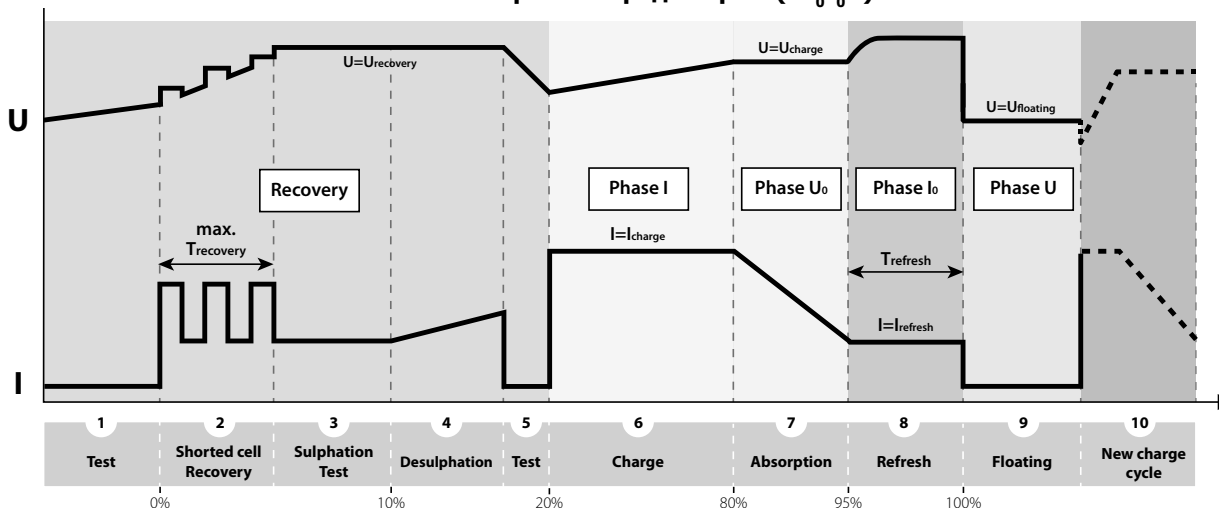 U
U=Urecovery
U=Ucharge
U=Ufloating
Recovery
Phase I
Phase U0
Phase I0
Phase U
max.
Trecovery
I=Icharge
Trefresh
I=Irefresh
I
1
2
3
4
5
6
7
8
9
10
Test
Shorted cell
Recovery
Sulphation
Test
Desulphation
Test
Charge
Absorption
Refresh
Floating
New charge
cycle
0%
10%
20%
80%
95%
100%